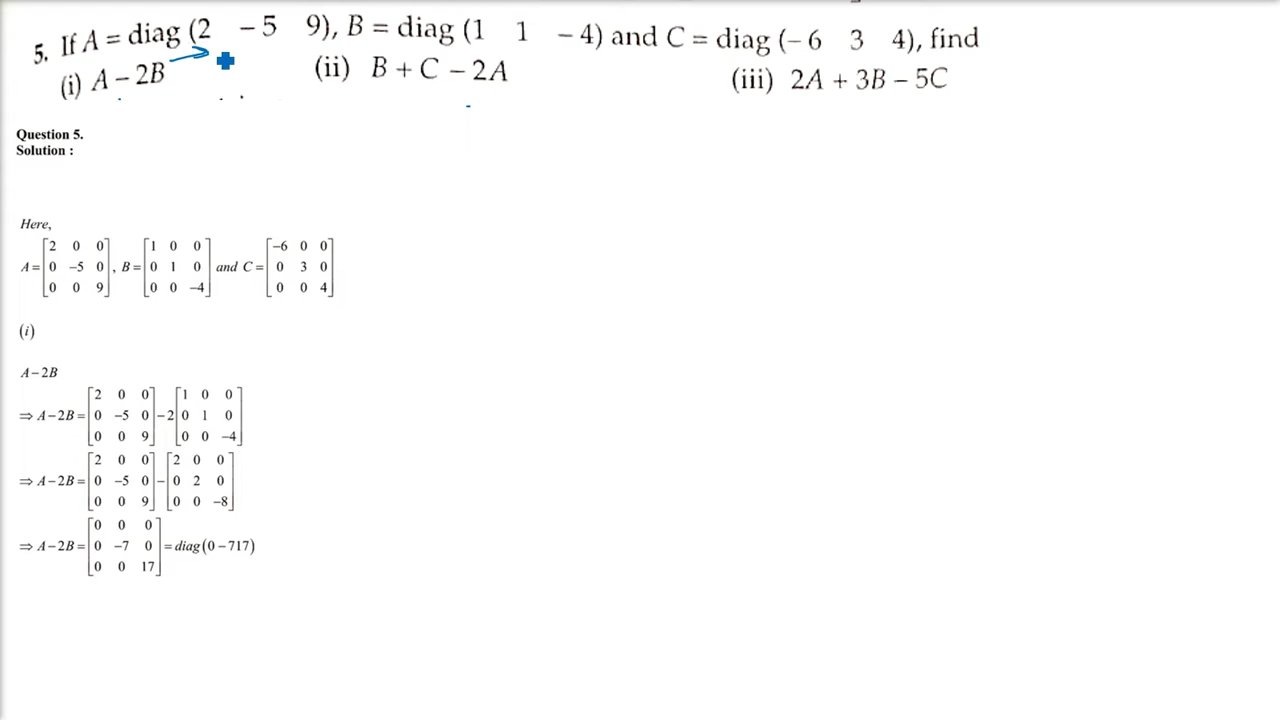 5. If A = diag (2 − 5 9), B = diag (1 1 − 4) and C = diag (− 6 3 4), find
(i) A − 2B (ii) B + C − 2A (iii) 2A + 3B − 5C
Question 5.
Solution :
Here,
2 0 0 1 0 0 −6 0 0
A = 0 −5 0 , B = 0 1 0 and C = 0 3 0
0 0 9 0 0 −4 0 0 4
(i)
A − 2B
2 0 0 1 0 0
⇒ A − 2B = 0 −5 0 − 2 0 1 0
0 0 9 0 0 −4
2 0 0 2 0 0
⇒ A − 2B = 0 −5 0 − 0 2 0
0 0 9 0 0 −8
0 0 0
⇒ A − 2B = 0 −7 0 = diag (0 − 717)
0 0 17